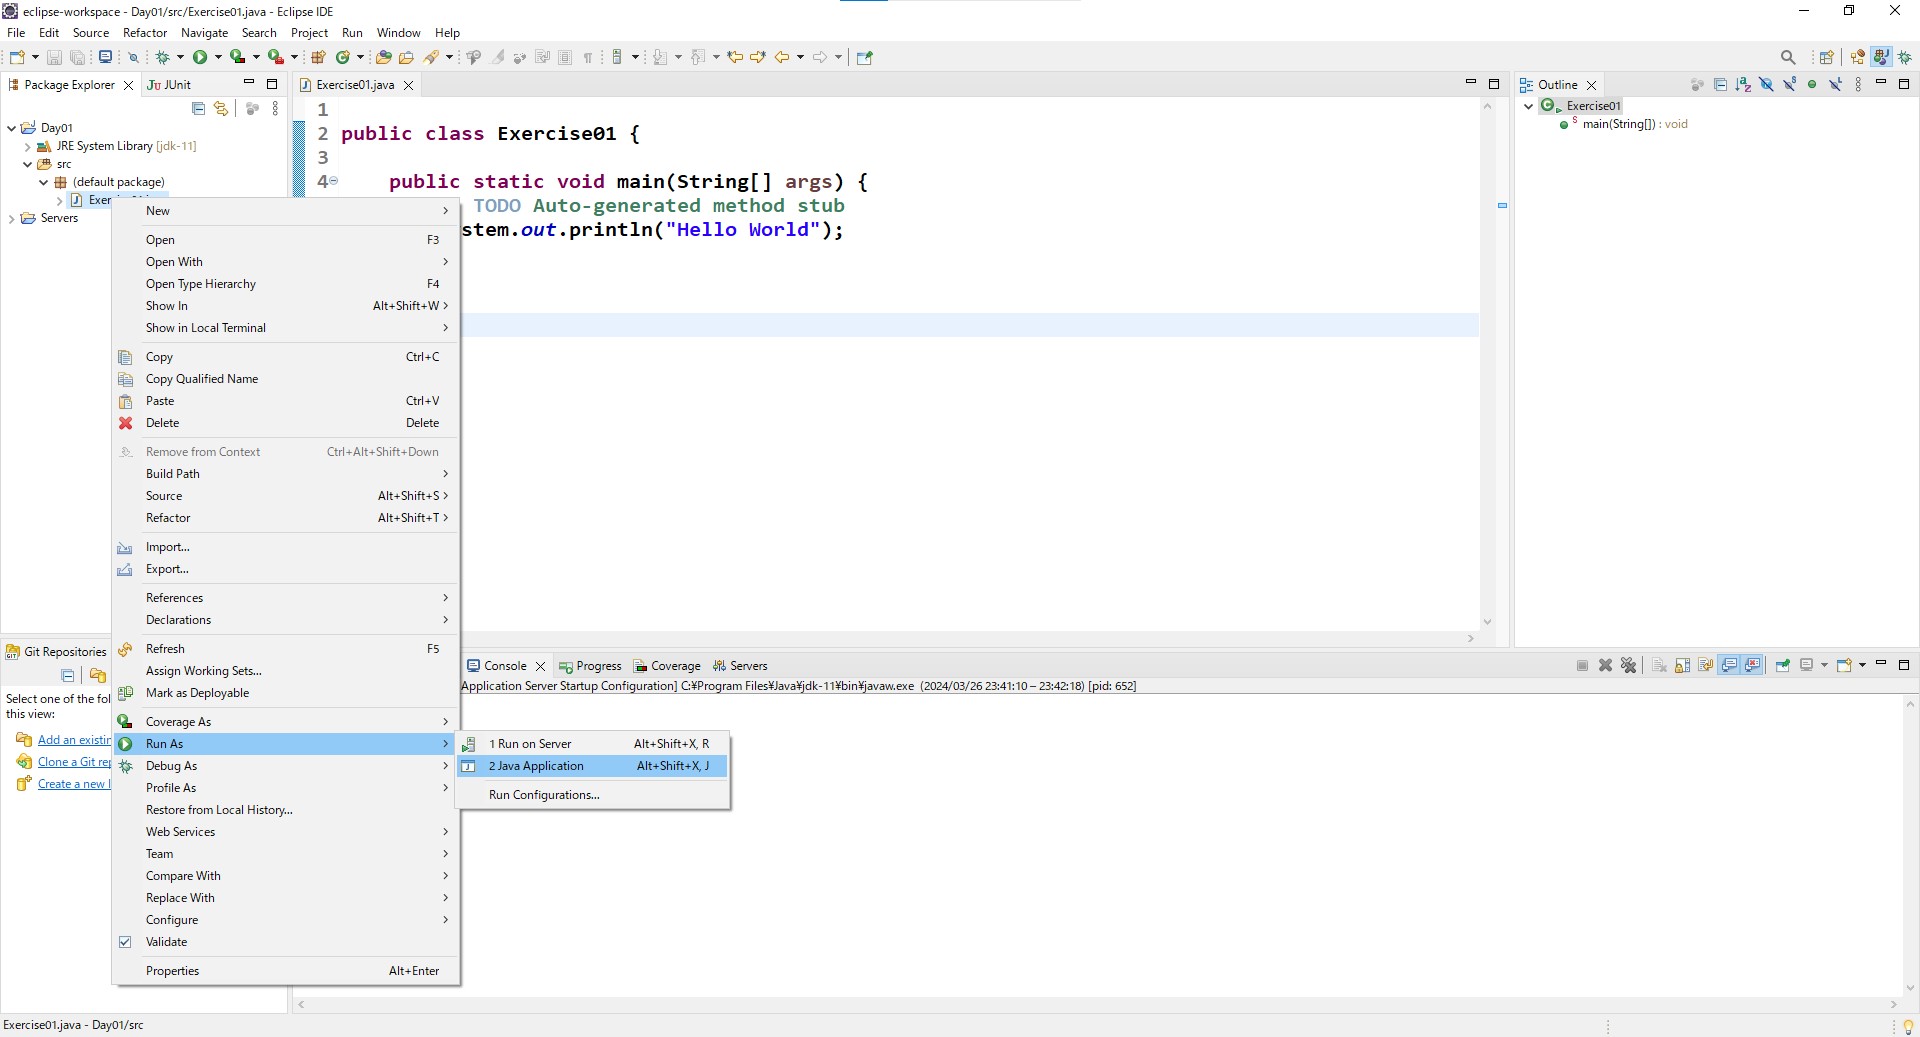 eclipse-workspace - Day01/src/Exercise01.java - Eclipse IDE
File Edit Source Refactor Navigate Search Project Run Window Help
Package Explorer JUnit
Day01
JRE System Library [jdk-11]
src
(default package)
Servers
Exercise01.java
1
2 public class Exercise01 {
3
4 public static void main(String[] args) {
TODO Auto-generated method stub
stem.out.println("Hello World");
Outline
Exercise01
main(String[]) : void
New
Open F3
Open With
Open Type Hierarchy F4
Show In Alt+Shift+W
Show in Local Terminal
Copy Ctrl+C
Copy Qualified Name
Paste Ctrl+V
Delete Delete
Remove from Context Ctrl+Alt+Shift+Down
Build Path
Source Alt+Shift+S
Refactor Alt+Shift+T
Import...
Export...
References
Declarations
Refresh F5
Assign Working Sets...
Mark as Deployable
Coverage As
Run As
Debug As
Profile As
Restore from Local History...
Web Services
Team
Compare With
Replace With
Configure
Validate
Properties Alt+Enter
1 Run on Server Alt+Shift+X, R
2 Java Application Alt+Shift+X, J
Run Configurations...
Git Repositories
Select one of the fol
this view:
Add an existin
Clone a Git rep
Create a new l
Console Progress Coverage Servers
Application Server Startup Configuration] C:¥Program Files¥Java¥jdk-11¥bin¥javaw.exe (2024/03/26 23:41:10 – 23:42:18) [pid: 652]
Exercise01.java - Day01/src